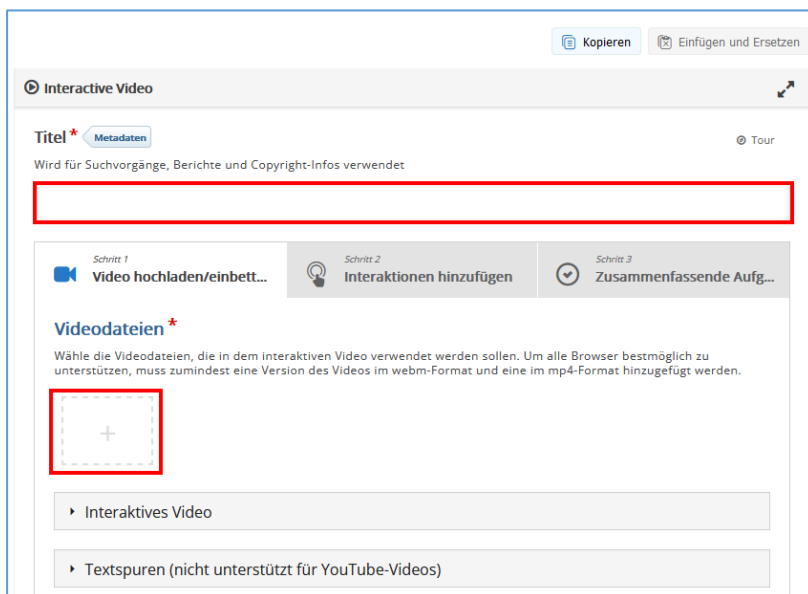 Kopieren
Einfügen und Ersetzen
Interactive Video
Titel * Metadaten
Tour
Wird für Suchvorgänge, Berichte und Copyright-Infos verwendet
Schritt 1
Video hochladen/einbett...
Schritt 2
Interaktionen hinzufügen
Schritt 3
Zusammenfassende Aufg...
Videodateien *
Wähle die Videodateien, die in dem interaktiven Video verwendet werden sollen. Um alle Browser bestmöglich zu
unterstützen, muss zumindest eine Version des Videos im webm-Format und eine im mp4-Format hinzugefügt werden.
+
Interaktives Video
Textspuren (nicht unterstützt für YouTube-Videos)